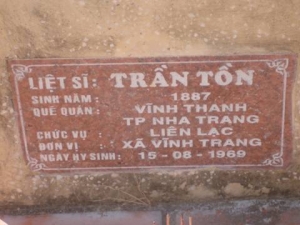 LIỆT SĨ: TRẦN TỒN
SINH NĂM: 1887
QUÊ QUÁN: VĨNH THẠNH
TP NHA TRANG
CHỨC VỤ: LIÊN LẠC
ĐƠN VỊ: XÃ VĨNH TRANG
NGÀY HY SINH: 15-08-1969